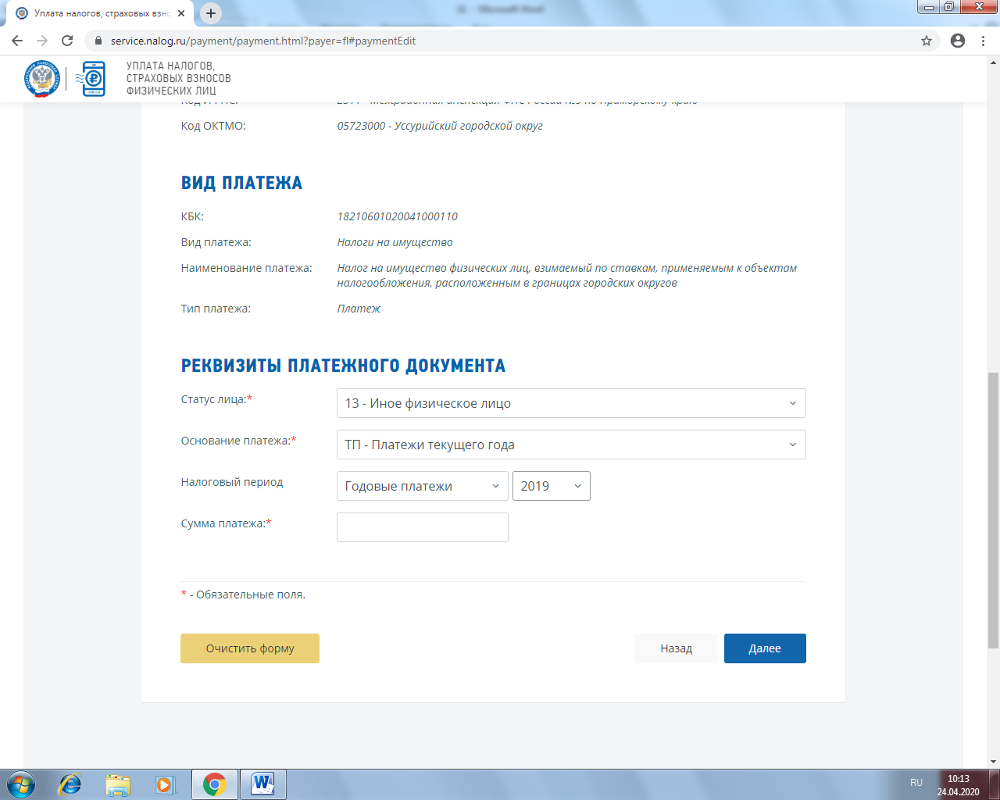 Уплата налогов, страховых взно
service.nalog.ru/payment/payment.html?payer=fl#paymentEdit
УПЛАТА НАЛОГОВ,
СТРАХОВЫХ ВЗНОСОВ
ФИЗИЧЕСКИХ ЛИЦ
Код ОКТМО: 05723000 - Уссурийский городской округ
ВИД ПЛАТЕЖА
КБК: 18210601020041000110
Вид платежа: Налоги на имущество
Наименование платежа: Налог на имущество физических лиц, взимаемый по ставкам, применяемым к объектам
налогообложения, расположенным в границах городских округов
Тип платежа: Платеж
РЕКВИЗИТЫ ПЛАТЕЖНОГО ДОКУМЕНТА
Статус лица:* 13 - Иное физическое лицо
Основание платежа:* ТП - Платежи текущего года
Налоговый период Годовые платежи 2019
Сумма платежа:*
* - Обязательные поля.
Очистить форму Назад Далее
RU 10:13
24.04.2020